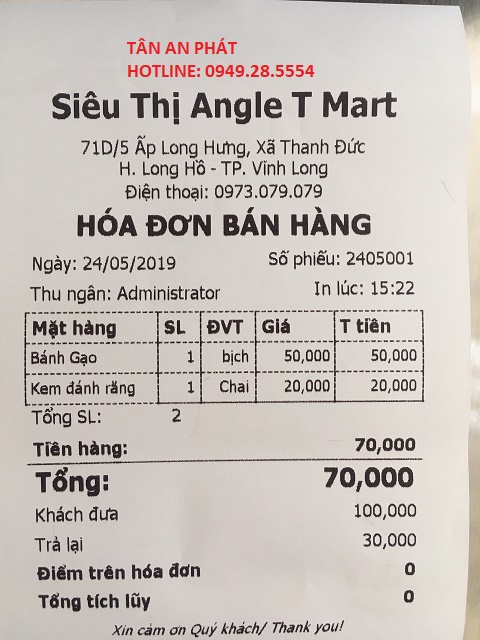 TÂN AN PHÁT
HOTLINE: 0949.28.5554
Siêu Thị Angle T Mart
71D/5 Ấp Long Hưng, Xã Thanh Đức
H. Long Hồ - TP. Vĩnh Long
Điện thoại: 0973.079.079
HÓA ĐƠN BÁN HÀNG
Ngày: 24/05/2019 Số phiếu: 2405001
Thu ngân: Administrator In lúc: 15:22
Mặt hàng SL ĐVT Giá T tiền
Bánh Gạo 1 bịch 50,000 50,000
Kem đánh răng 1 Chai 20,000 20,000
Tổng SL: 2
Tiền hàng: 70,000
Tổng: 70,000
Khách đưa 100,000
Trả lại 30,000
Điểm trên hóa đơn 0
Tổng tích lũy 0
Xin cảm ơn Quý khách/ Thank you!